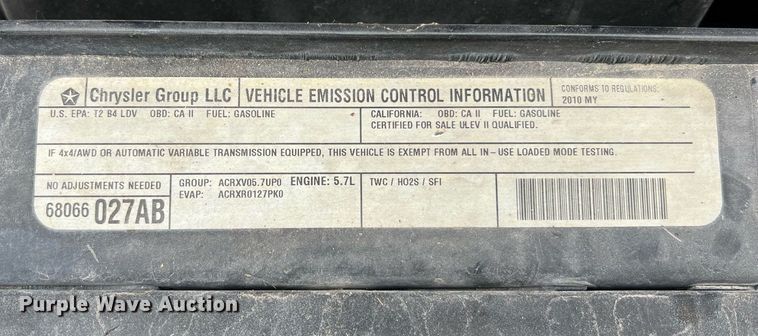 Chrysler Group LLC VEHICLE EMISSION CONTROL INFORMATION CONFORMS TO REGULATIONS:
2010 MY
U.S. EPA: T2 B4 LDV OBD: CA II FUEL: GASOLINE CALIFORNIA: OBD: CA II FUEL: GASOLINE
CERTIFIED FOR SALE ULEV II QUALIFIED.
IF 4x4/AWD OR AUTOMATIC VARIABLE TRANSMISSION EQUIPPED, THIS VEHICLE IS EXEMPT FROM ALL IN-USE LOADED MODE TESTING.
NO ADJUSTMENTS NEEDED GROUP: ACRXV05.7UP0 ENGINE: 5.7L TWC / HO2S / SFI
EVAP: ACRXR0127PK0
68066 027AB
Purple Wave Auction